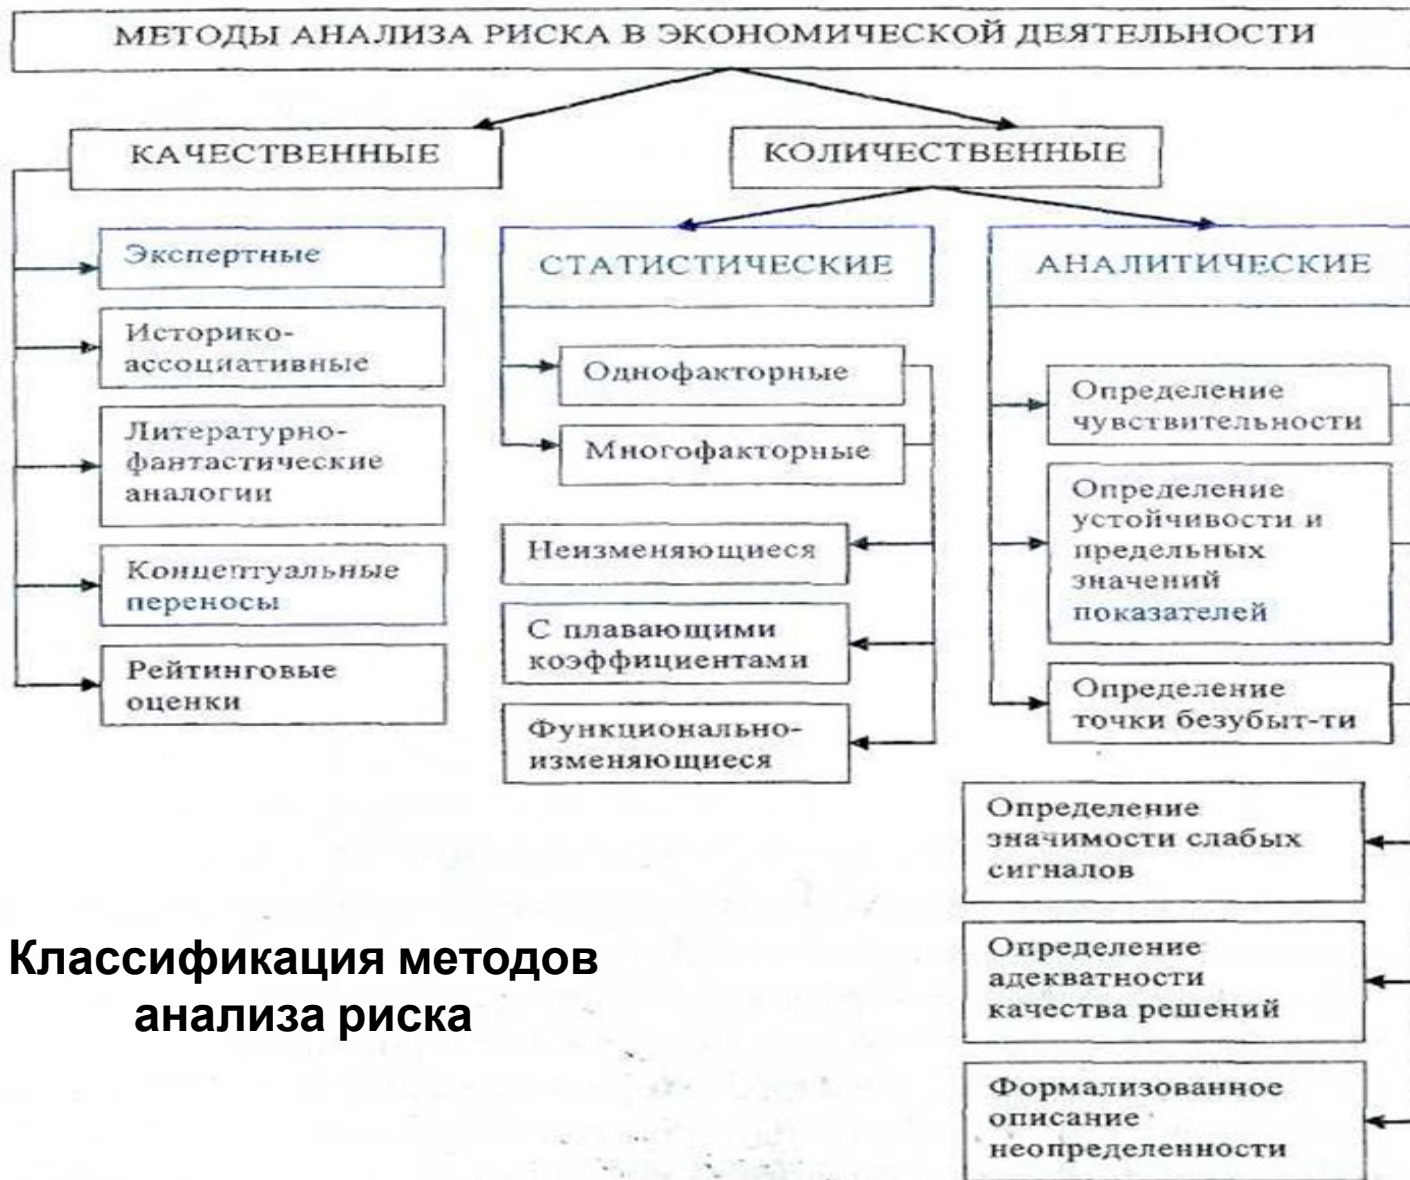 МЕТОДЫ АНАЛИЗА РИСКА В ЭКОНОМИЧЕСКОЙ ДЕЯТЕЛЬНОСТИ
КАЧЕСТВЕННЫЕ
КОЛИЧЕСТВЕННЫЕ
Экспертные
Историко-
ассоциативные
Литературно-
фантастические
аналогии
Концептуальные
переносы
Рейтинговые
оценки
СТАТИСТИЧЕСКИЕ
Однофакторные
Многофакторные
Неизменяющиеся
С плавающими
коэффициентами
Функционально-
изменяющиеся
АНАЛИТИЧЕСКИЕ
Определение
чувствительности
Определение
устойчивости и
предельных
значений
показателей
Определение
точки безубыт-ти
Определение
значимости слабых
сигналов
Определение
адекватности
качества решений
Формализованное
описание
неопределенности
Классификация методов
анализа риска